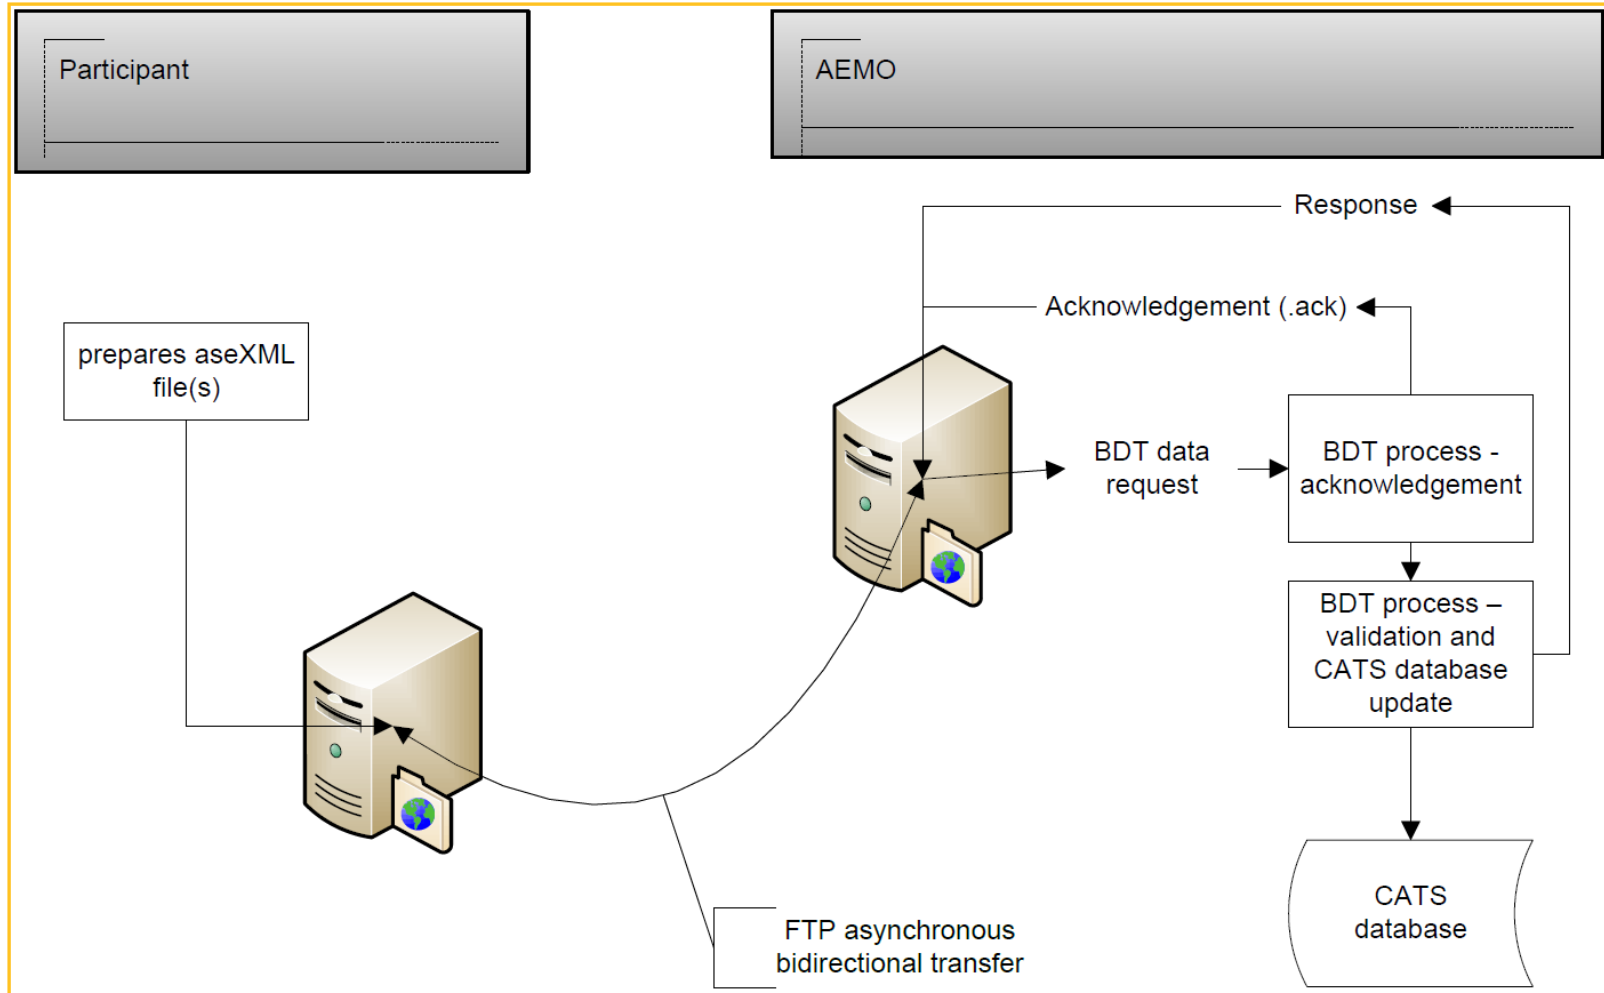 Participant
AEMO
Response
Acknowledgement (.ack)
prepares aseXML
file(s)
BDT data
request
BDT process -
acknowledgement
BDT process –
validation and
CATS database
update
CATS
database
FTP asynchronous
bidirectional transfer